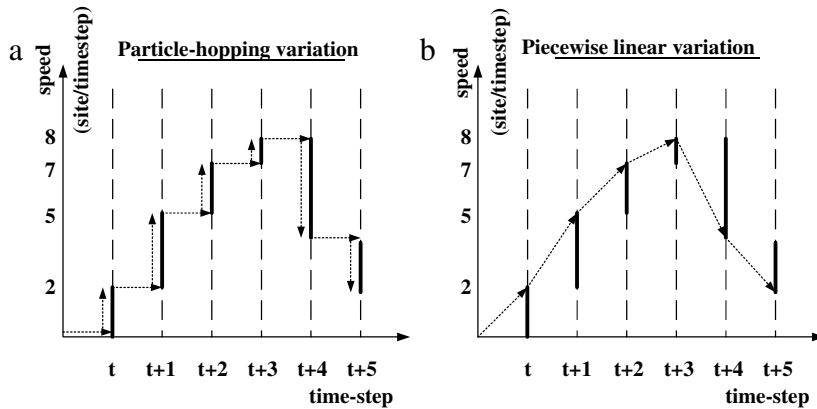 a
Particle-hopping variation
speed
(site/timestep)
8
7
5
2
t
t+1
t+2
t+3
t+4
t+5
time-step
b
Piecewise linear variation
speed
(site/timestep)
8
7
5
2
t
t+1
t+2
t+3
t+4
t+5
time-step